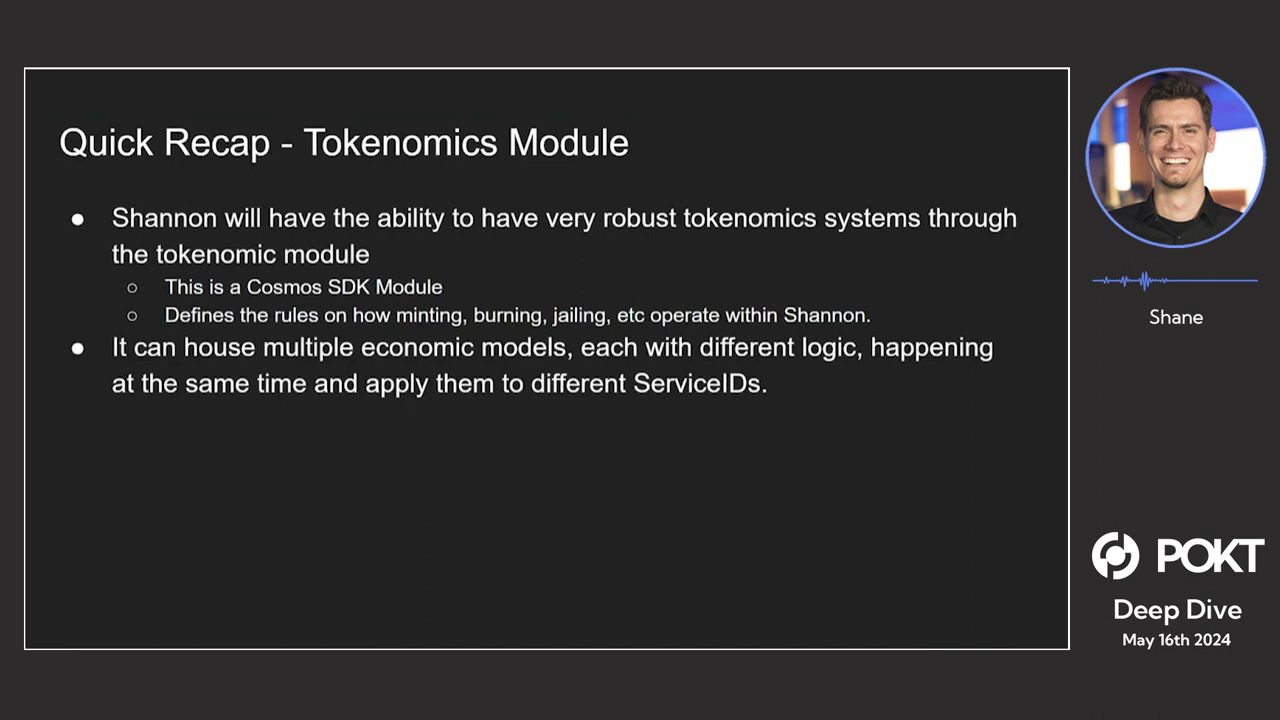 Quick Recap - Tokenomics Module
● Shannon will have the ability to have very robust tokenomics systems through
the tokenomic module
○ This is a Cosmos SDK Module
○ Defines the rules on how minting, burning, jailing, etc operate within Shannon.
● It can house multiple economic models, each with different logic, happening
at the same time and apply them to different ServiceIDs.
Shane
POKT
Deep Dive
May 16th 2024